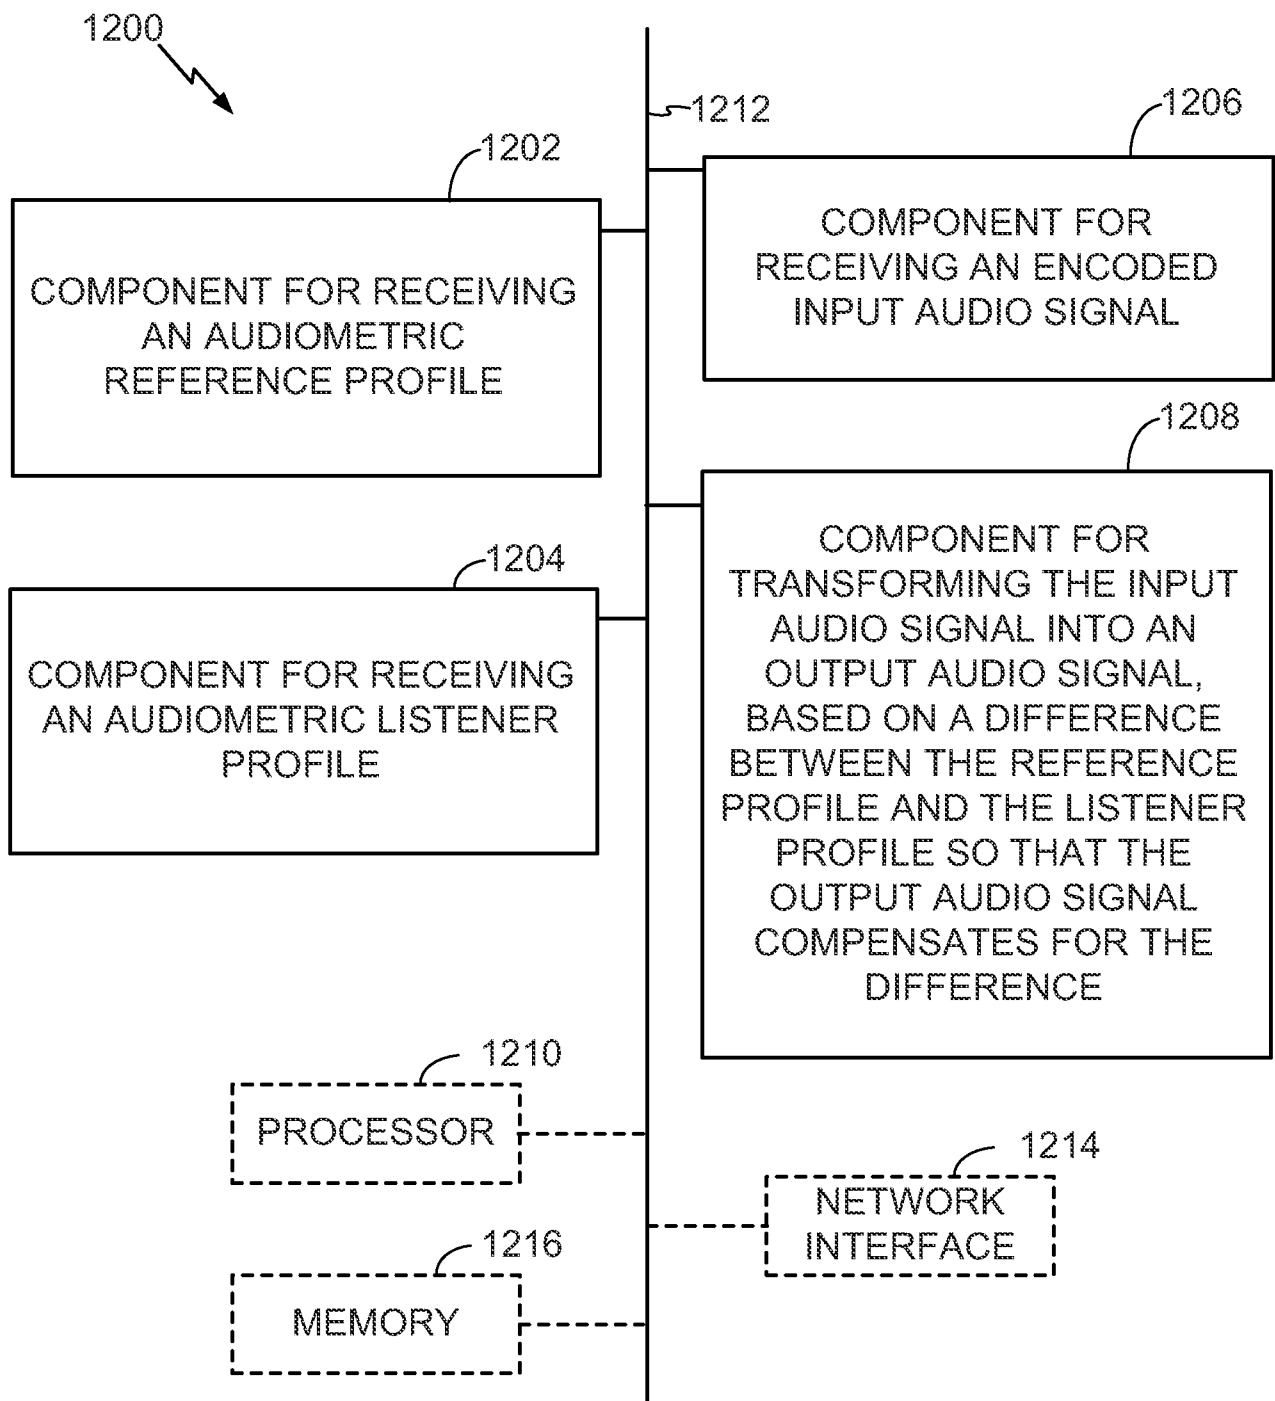 1200
1212
1206
1202
COMPONENT FOR
RECEIVING AN ENCODED
INPUT AUDIO SIGNAL
COMPONENT FOR RECEIVING
AN AUDIOMETRIC
REFERENCE PROFILE
1208
1204
COMPONENT FOR
TRANSFORMING THE INPUT
AUDIO SIGNAL INTO AN
OUTPUT AUDIO SIGNAL,
BASED ON A DIFFERENCE
BETWEEN THE REFERENCE
PROFILE AND THE LISTENER
PROFILE SO THAT THE
OUTPUT AUDIO SIGNAL
COMPENSATES FOR THE
DIFFERENCE
COMPONENT FOR RECEIVING
AN AUDIOMETRIC LISTENER
PROFILE
1210
PROCESSOR
1214
NETWORK
INTERFACE
1216
MEMORY